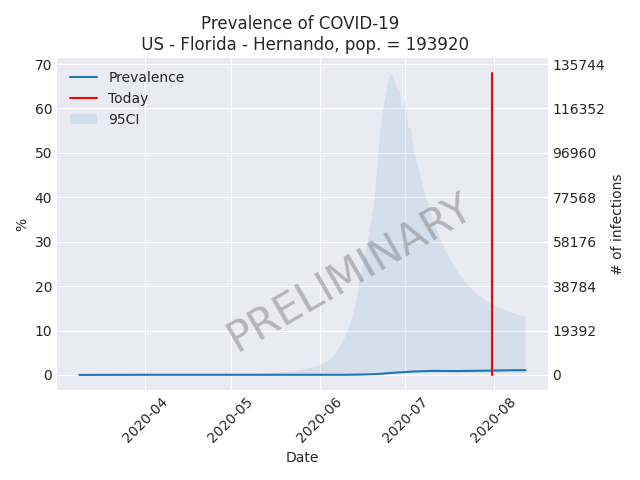 Prevalence of COVID-19
US - Florida - Hernando, pop. = 193920
Prevalence
Today
95CI
70
60
50
40
30
20
10
0
%
135744
116352
96960
77568
58176
38784
19392
0
# of infections
PRELIMINARY
2020-04
2020-05
2020-06
2020-07
2020-08
Date